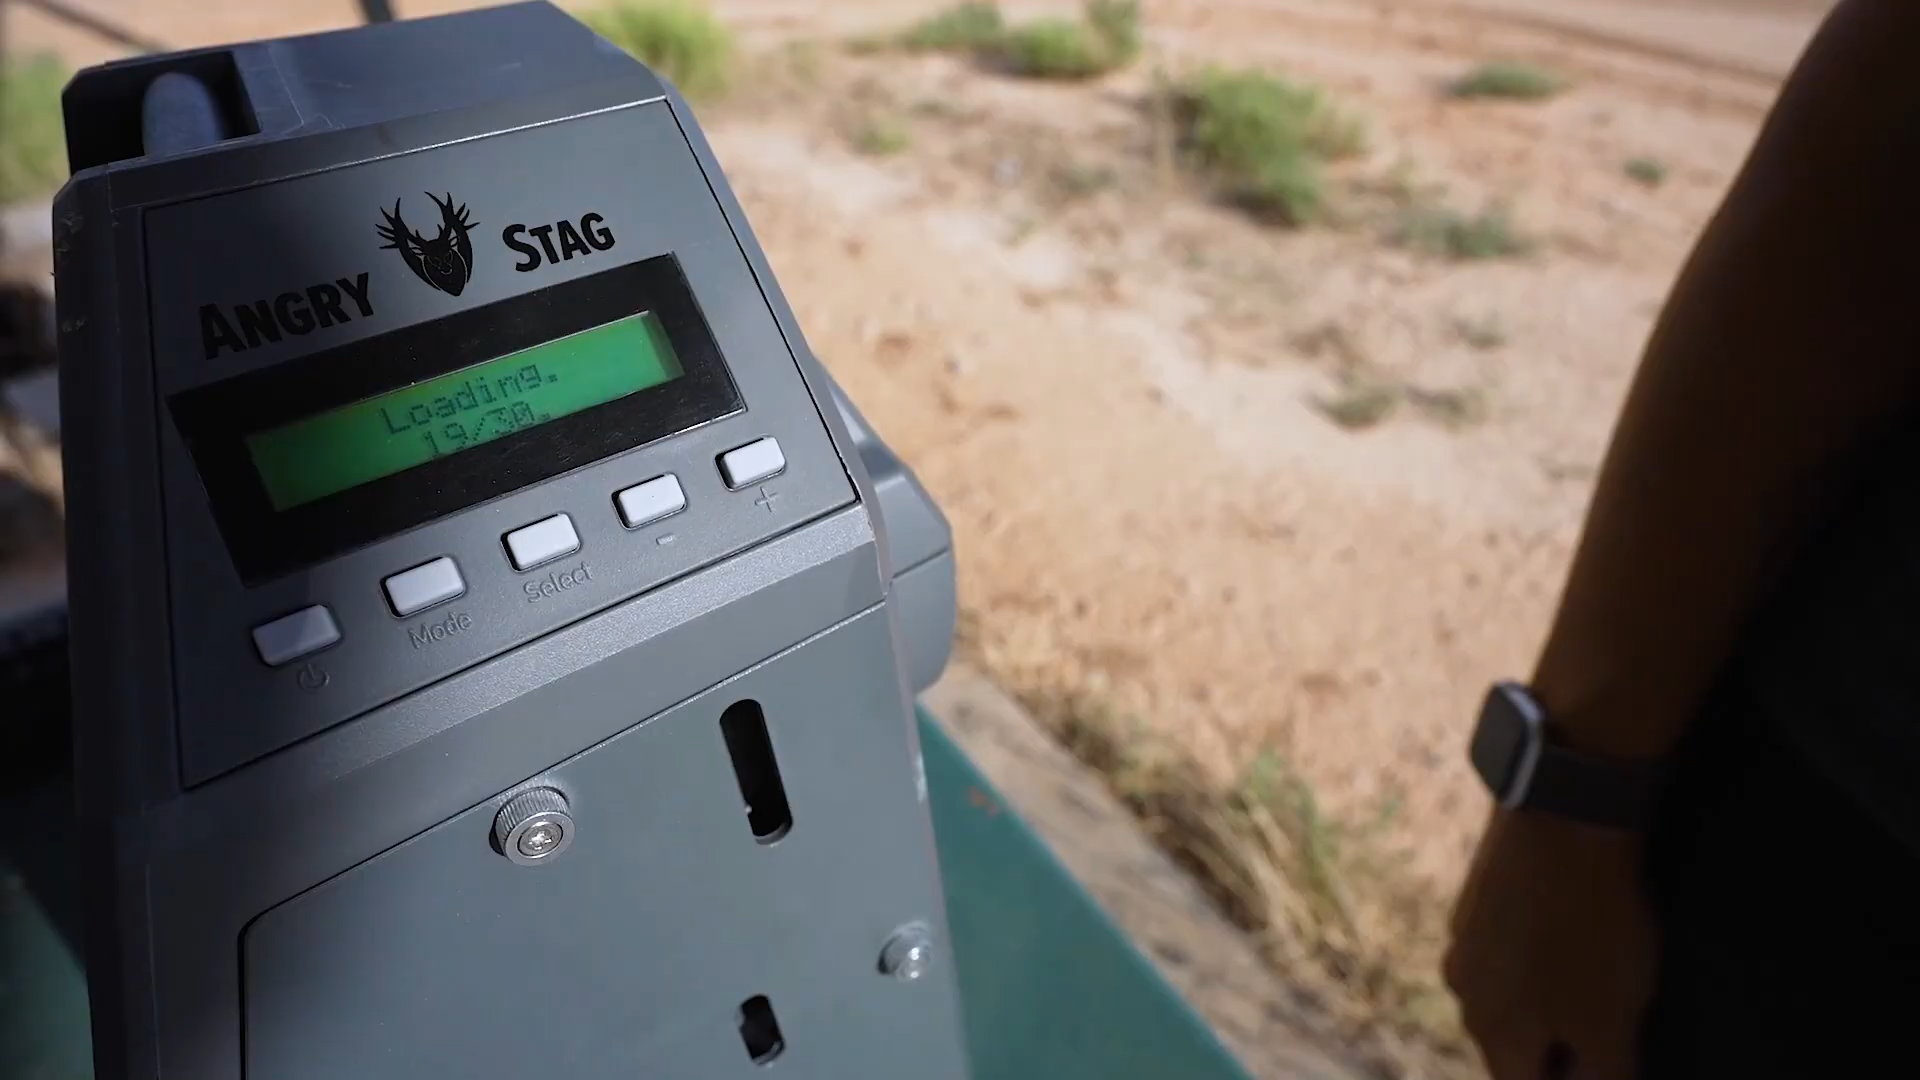 ANGRY STAG
Loading.
19/30.
Mode
Select
-
+